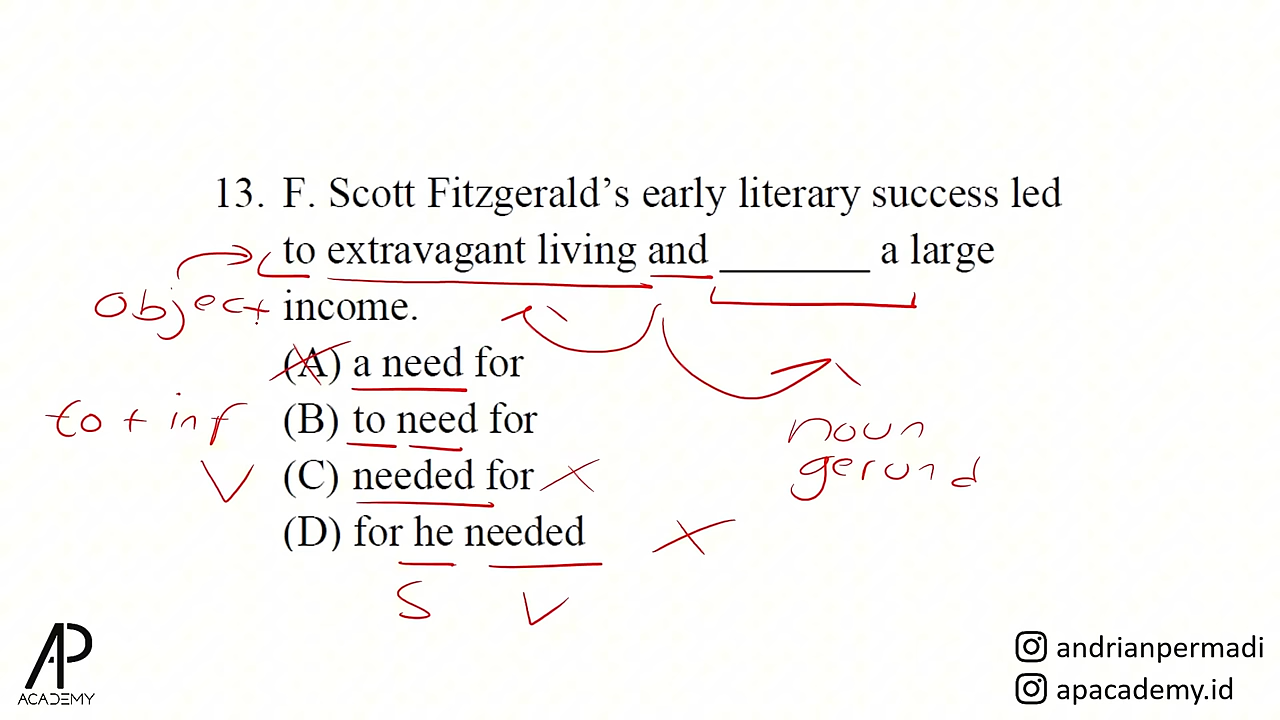 13. F. Scott Fitzgerald's early literary success led
to extravagant living and ________ a large
object income.
(A) a need for
to + inf (B) to need for
noun
V (C) needed for
gerund
(D) for he needed
S V
AP
ACADEMY
andrianpermadi
apacademy.id